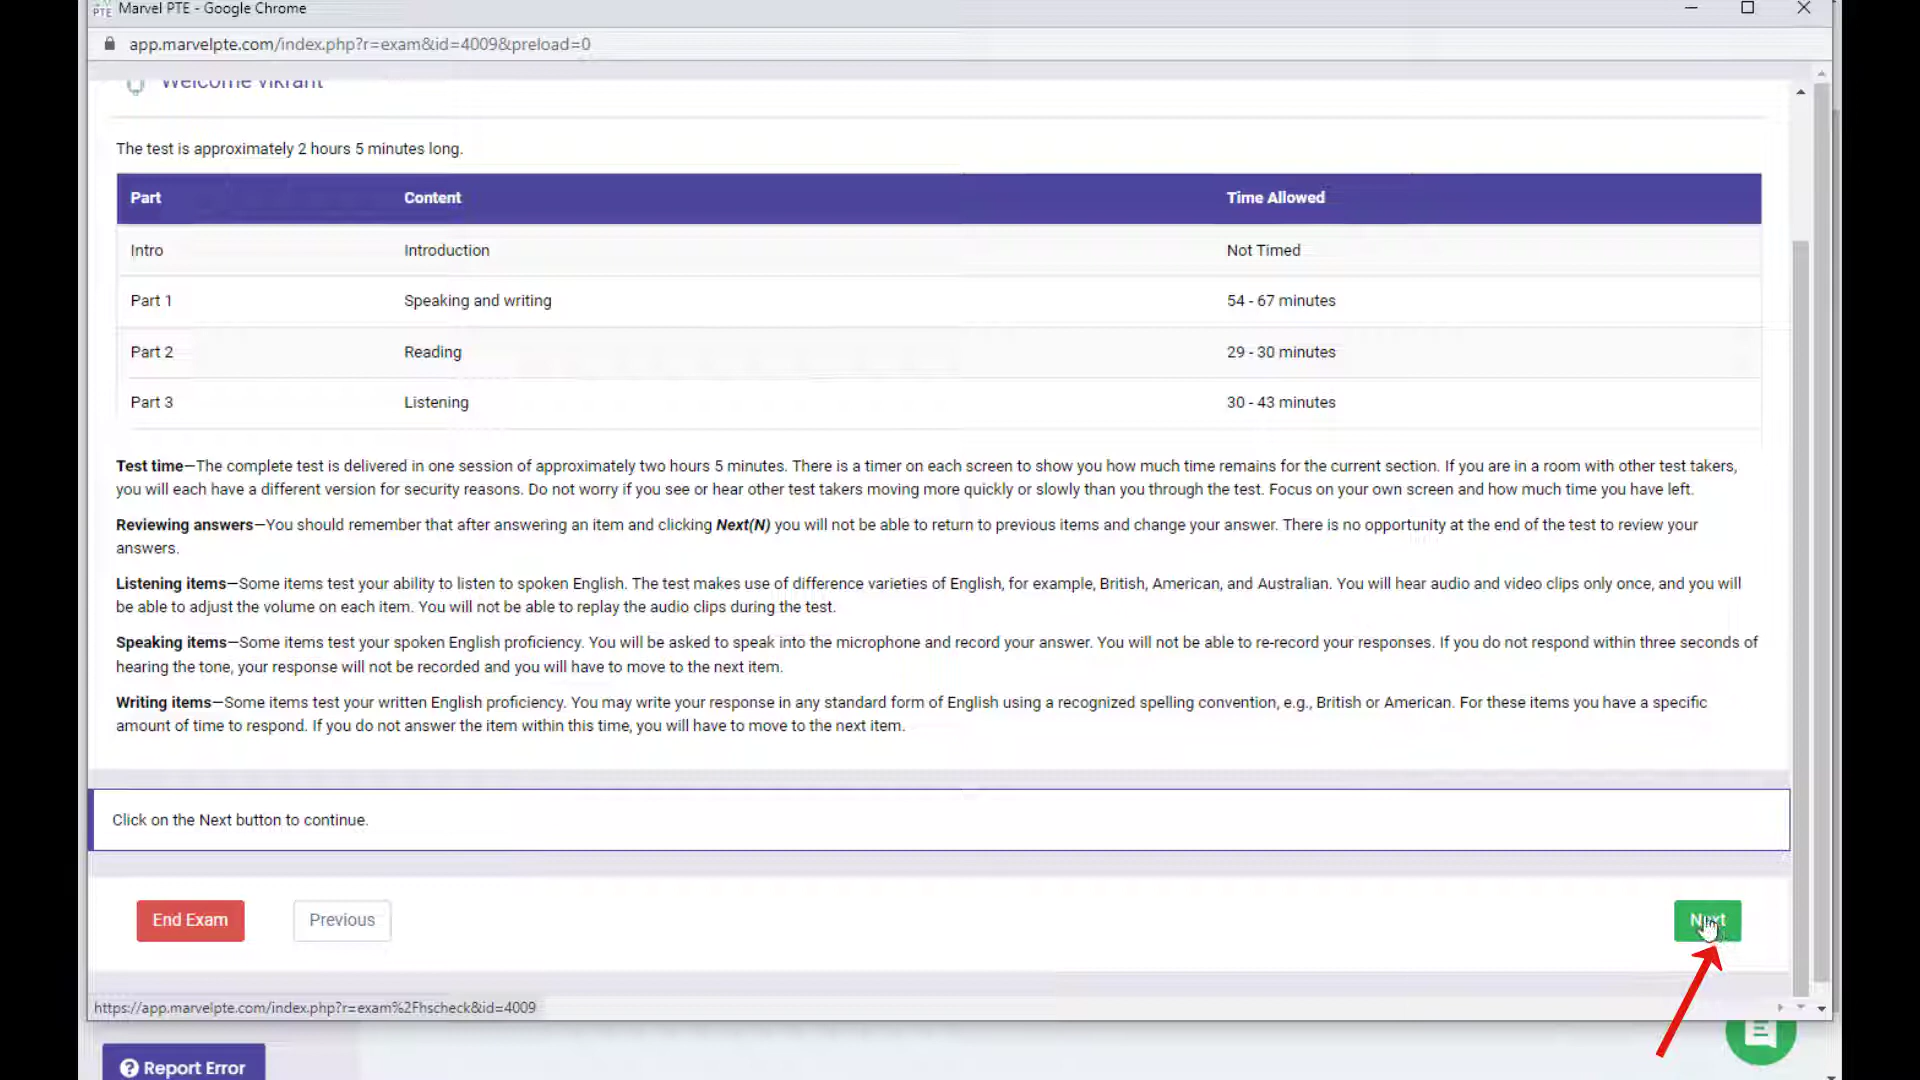 PTE Marvel PTE - Google Chrome
app.marvelpte.com/index.php?r=exam&id=4009&preload=0
Welcome vikrant
The test is approximately 2 hours 5 minutes long.
Part Content Time Allowed
Intro Introduction Not Timed
Part 1 Speaking and writing 54 - 67 minutes
Part 2 Reading 29 - 30 minutes
Part 3 Listening 30 - 43 minutes
Test time—The complete test is delivered in one session of approximately two hours 5 minutes. There is a timer on each screen to show you how much time remains for the current section. If you are in a room with other test takers,
you will each have a different version for security reasons. Do not worry if you see or hear other test takers moving more quickly or slowly than you through the test. Focus on your own screen and how much time you have left.
Reviewing answers—You should remember that after answering an item and clicking Next(N) you will not be able to return to previous items and change your answer. There is no opportunity at the end of the test to review your
answers.
Listening items—Some items test your ability to listen to spoken English. The test makes use of difference varieties of English, for example, British, American, and Australian. You will hear audio and video clips only once, and you will
be able to adjust the volume on each item. You will not be able to replay the audio clips during the test.
Speaking items—Some items test your spoken English proficiency. You will be asked to speak into the microphone and record your answer. You will not be able to re-record your responses. If you do not respond within three seconds of
hearing the tone, your response will not be recorded and you will have to move to the next item.
Writing items—Some items test your written English proficiency. You may write your response in any standard form of English using a recognized spelling convention, e.g., British or American. For these items you have a specific
amount of time to respond. If you do not answer the item within this time, you will have to move to the next item.
Click on the Next button to continue.
End Exam Previous Next
https://app.marvelpte.com/index.php?r=exam%2Fhscheck&id=4009
Report Error